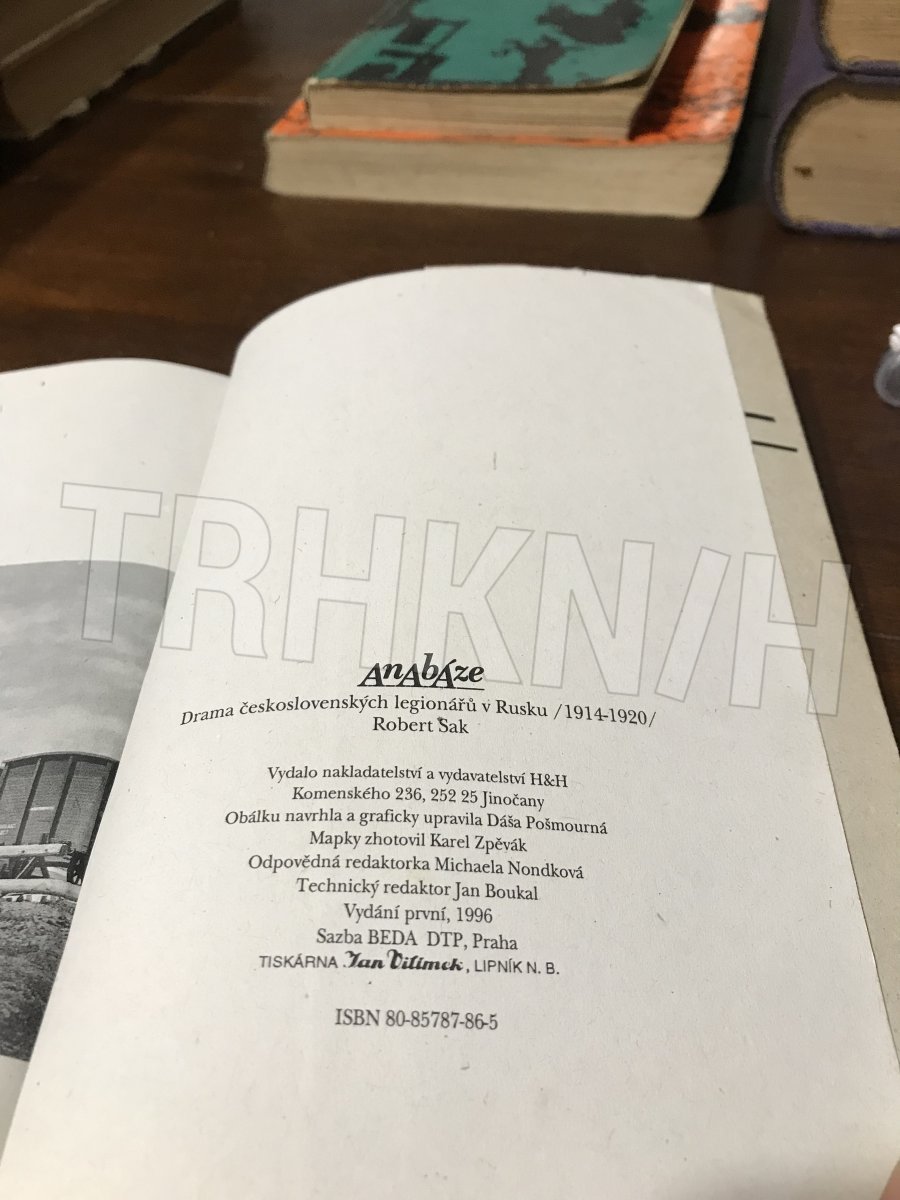 TRHKN/H
AnAbÁze
Drama československých legionářů v Rusku /1914-1920/
Robert Sak
Vydalo nakladatelství a vydavatelství H&H
Komenského 236, 252 25 Jinočany
Obálku navrhla a graficky upravila Dáša Pošmourná
Mapky zhotovil Karel Zpěvák
Odpovědná redaktorka Michaela Nondková
Technický redaktor Jan Boukal
Vydání první, 1996
Sazba BEDA DTP, Praha
TISKÁRNA Jan Vilímek, LIPNÍK N. B.
ISBN 80-85787-86-5